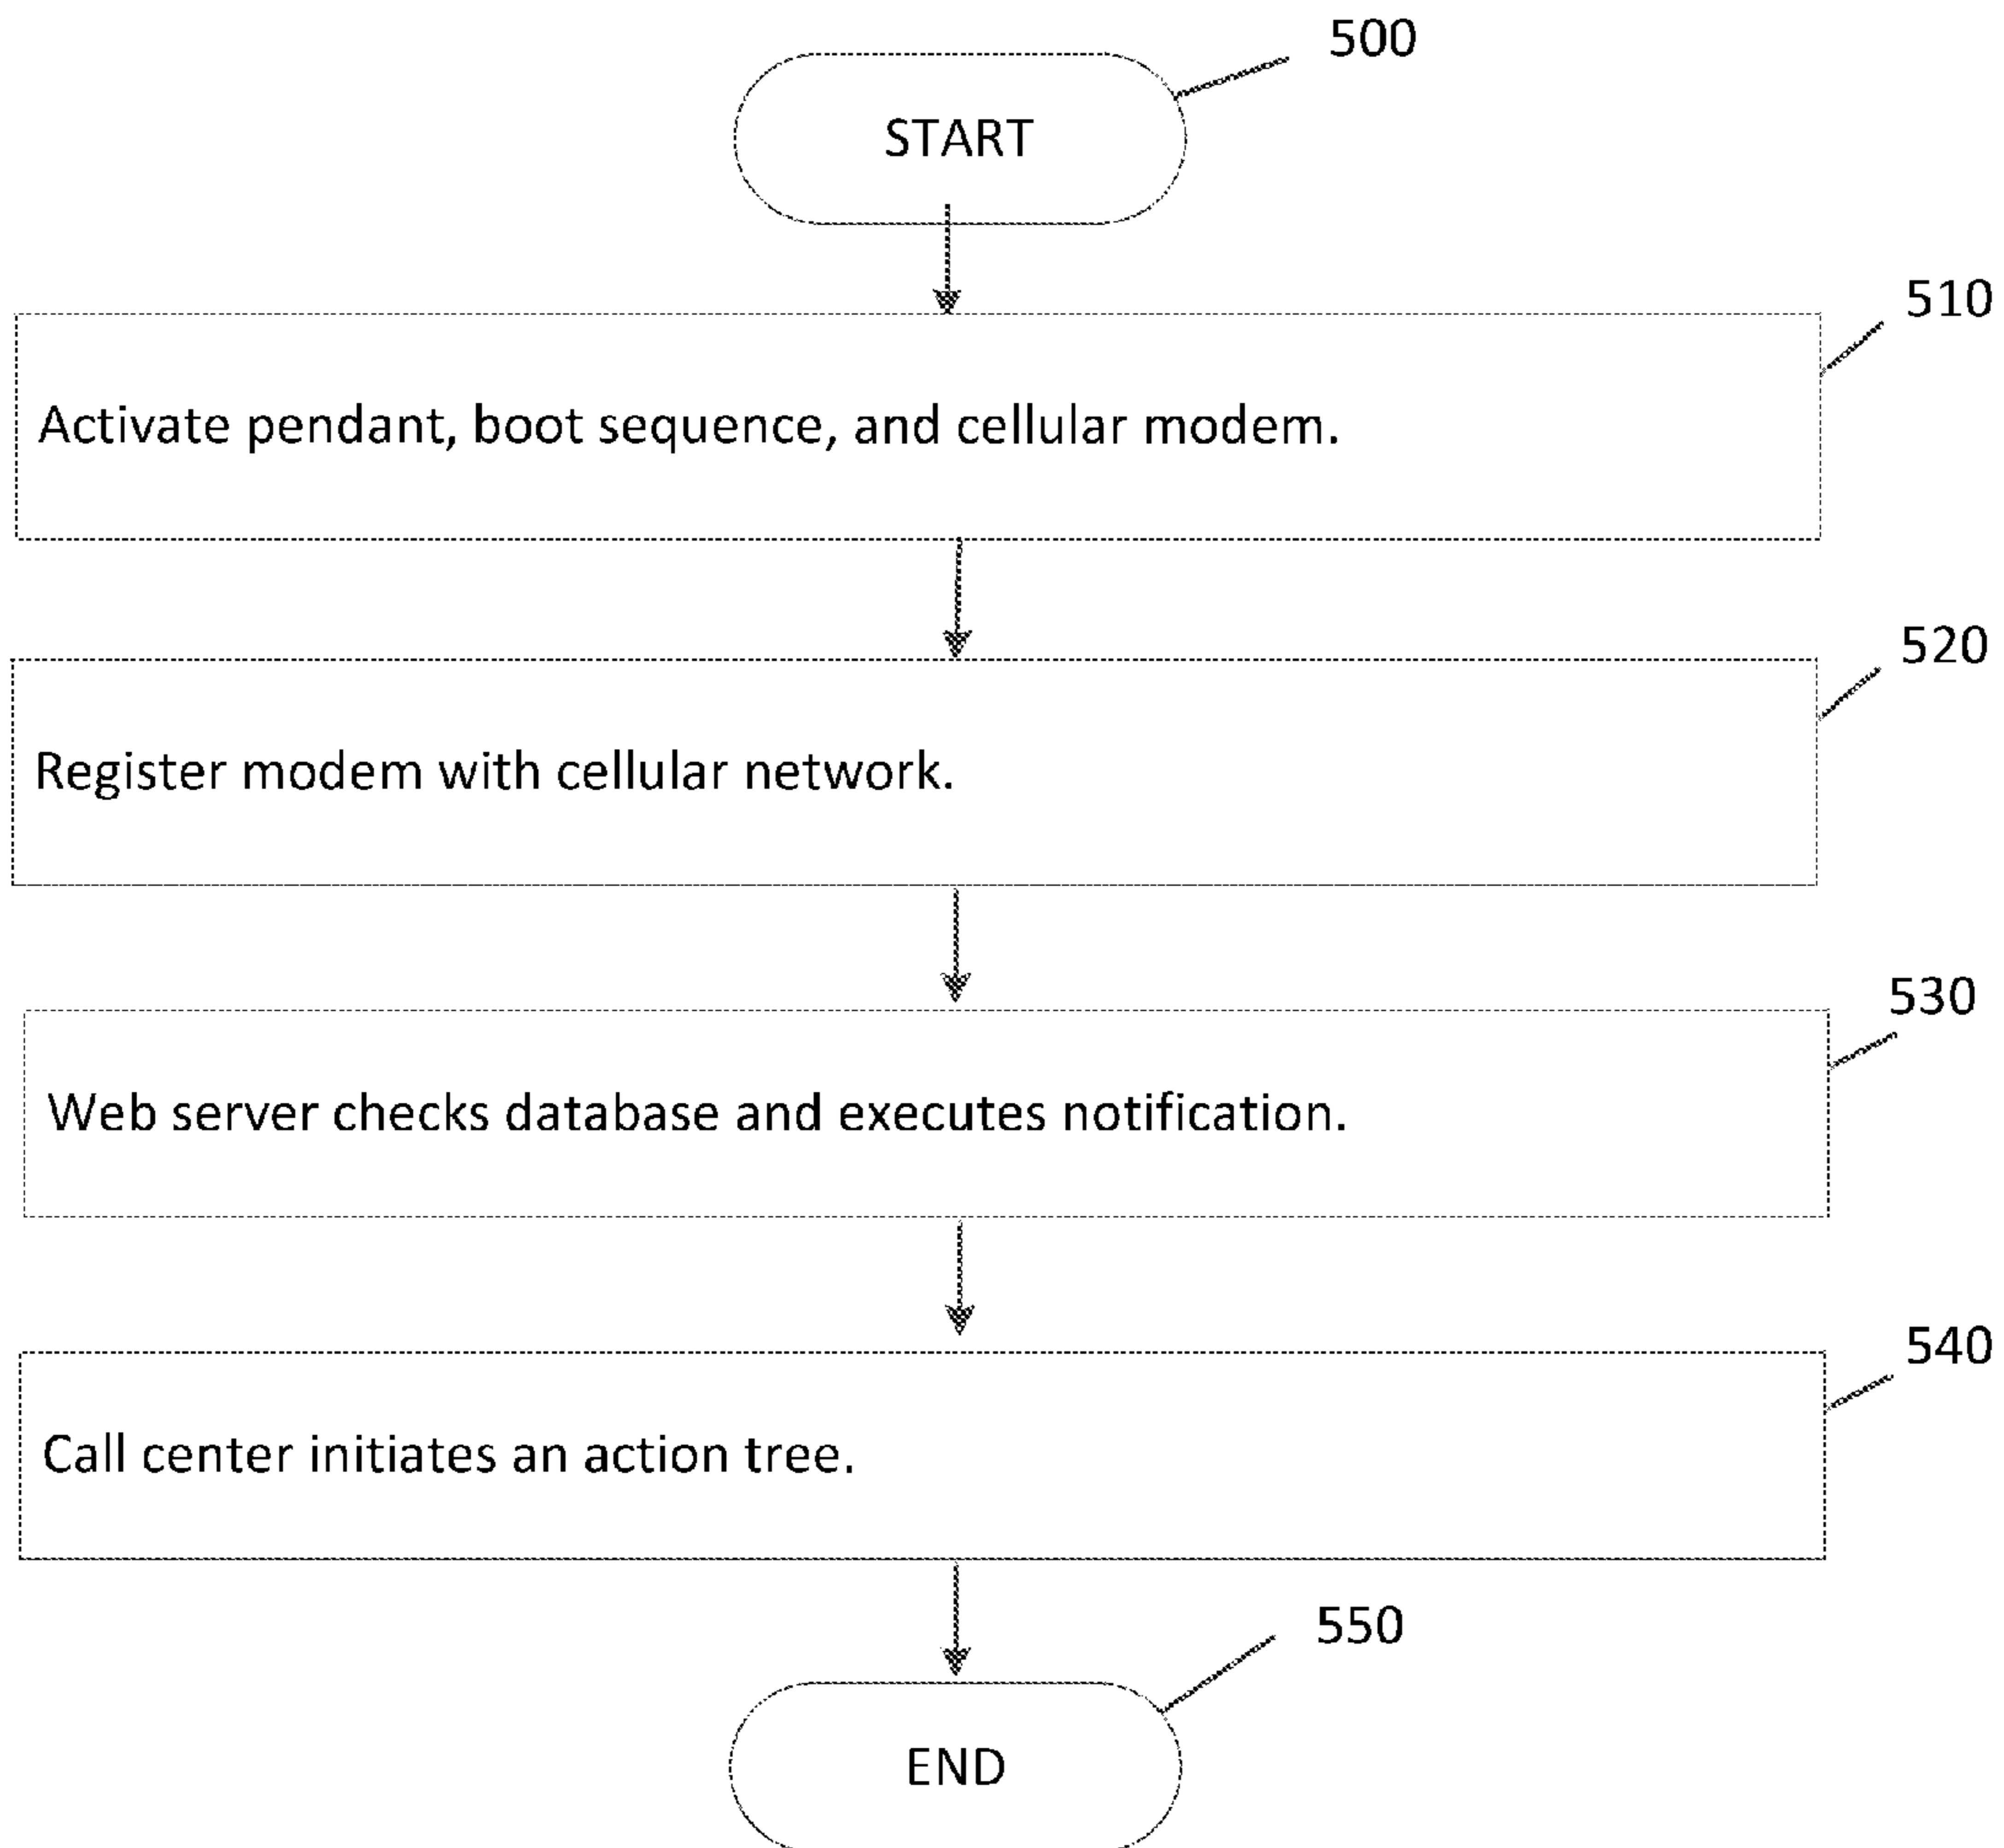 500
START
510
Activate pendant, boot sequence, and cellular modem.
520
Register modem with cellular network.
530
Web server checks database and executes notification.
540
Call center initiates an action tree.
550
END